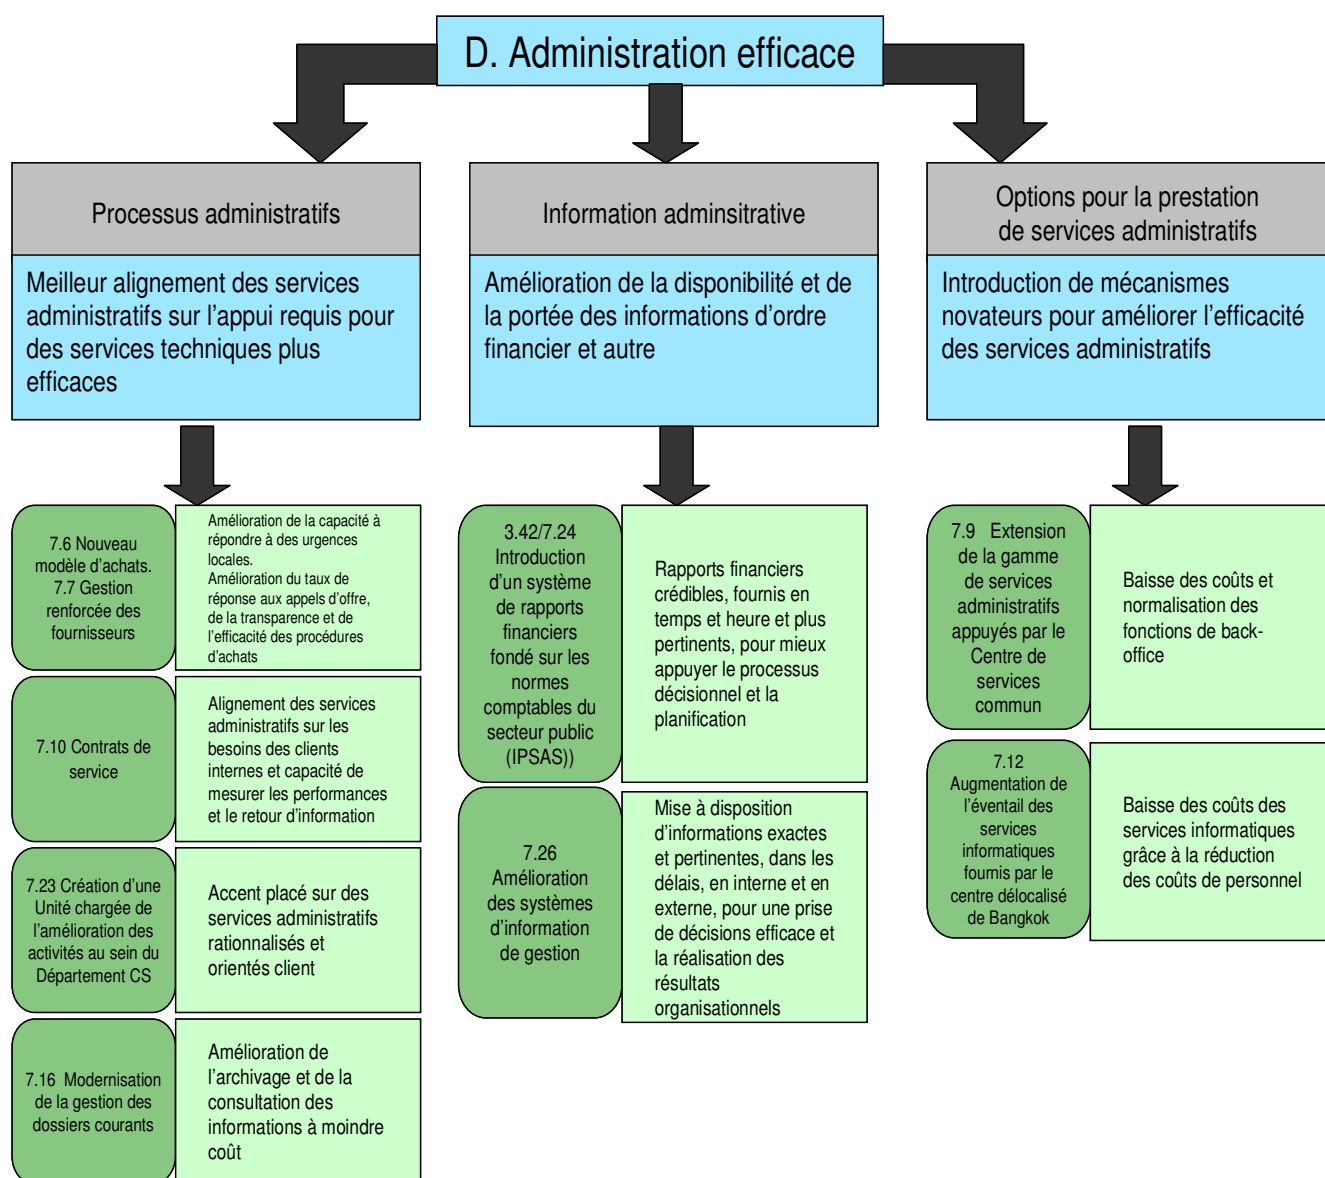 D. Administration efficace
Processus administratifs
Meilleur alignement des services
administratifs sur l'appui requis pour
des services techniques plus
efficaces
7.6 Nouveau
modèle d'achats.
7.7 Gestion
renforcée des
fournisseurs
Amélioration de la capacité à
répondre à des urgences
locales.
Amélioration du taux de
réponse aux appels d'offre,
de la transparence et de
l'efficacité des procédures
d'achats
7.10 Contrats de
service
Alignement des services
administratifs sur les
besoins des clients
internes et capacité de
mesurer les performances
et le retour d'information
7.23 Création d'une
Unité chargée de
l'amélioration des
activités au sein du
Département CS
Accent placé sur des
services administratifs
rationnalisés et
orientés client
7.16 Modernisation
de la gestion des
dossiers courants
Amélioration de
l'archivage et de la
consultation des
informations à moindre
coût
Information adminsitrative
Amélioration de la disponibilité et de
la portée des informations d'ordre
financier et autre
3.42/7.24
Introduction
d'un système
de rapports
financiers
fondé sur les
normes
comptables du
secteur public
(IPSAS))
Rapports financiers
crédibles, fournis en
temps et heure et plus
pertinents, pour mieux
appuyer le processus
décisionnel et la
planification
7.26
Amélioration
des systèmes
d'information
de gestion
Mise à disposition
d'informations exactes
et pertinentes, dans les
délais, en interne et en
externe, pour une prise
de décisions efficace et
la réalisation des
résultats
organisationnels
Options pour la prestation
de services administratifs
Introduction de mécanismes
novateurs pour améliorer l'efficacité
des services administratifs
7.9 Extension
de la gamme
de services
administratifs
appuyés par le
Centre de
services
commun
Baisse des coûts et
normalisation des
fonctions de back-
office
7.12
Augmentation de
l'éventail des
services
informatiques
fournis par le
centre délocalisé
de Bangkok
Baisse des coûts des
services informatiques
grâce à la réduction
des coûts de personnel